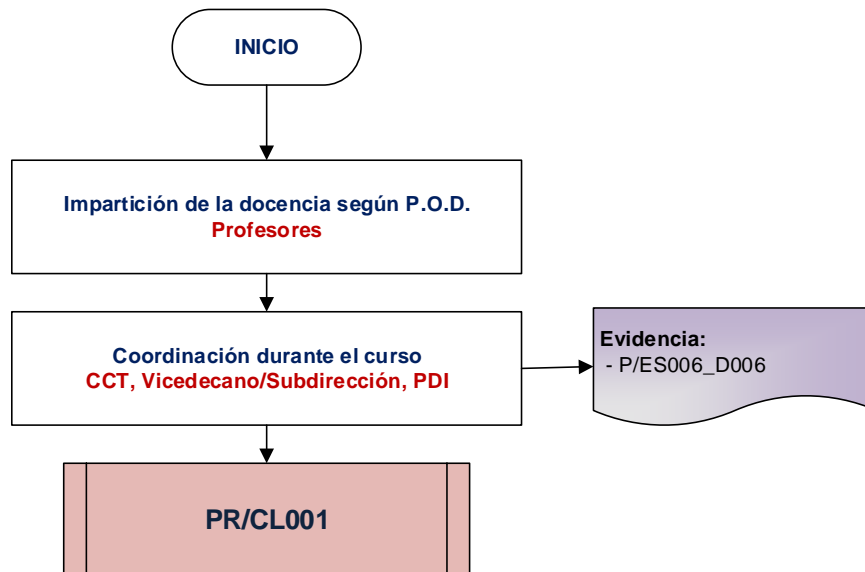 INICIO
Impartición de la docencia según P.O.D.
Profesores
Coordinación durante el curso
CCT, Vicedecano/Subdirección, PDI
Evidencia:
- P/ES006_D006
PR/CL001